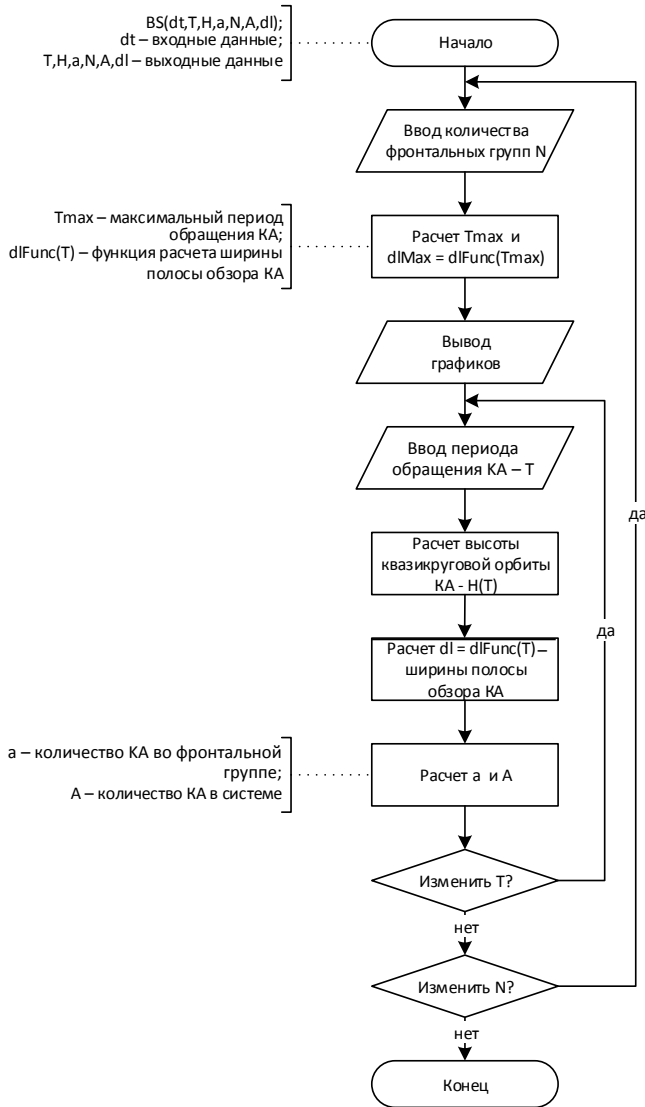 BS(dt,T,H,a,N,A,dl);
dt – входные данные;
T,H,a,N,A,dl – выходные данные
Начало
Ввод количества
фронтальных групп N
Tmax – максимальный период
обращения КА;
dlFunc(T) – функция расчета ширины
полосы обзора КА
Расчет Tmax и
dlMax = dlFunc(Tmax)
Вывод
графиков
Ввод периода
обращения КА – T
да
Расчет высоты
квазикруговой орбиты
КА - H(T)
да
Расчет dl = dlFunc(T) –
ширины полосы
обзора КА
a – количество КА во фронтальной
группе;
A – количество КА в системе
Расчет a и A
Изменить T?
нет
Изменить N?
нет
Конец